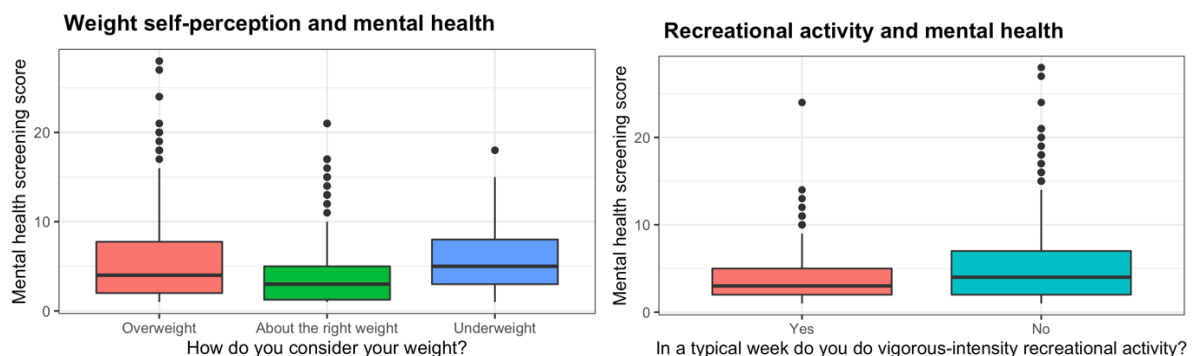 Weight self-perception and mental health
Mental health screening score
20
10
0
Overweight About the right weight Underweight
How do you consider your weight?
Recreational activity and mental health
Mental health screening score
20
10
0
Yes No
In a typical week do you do vigorous-intensity recreational activity?